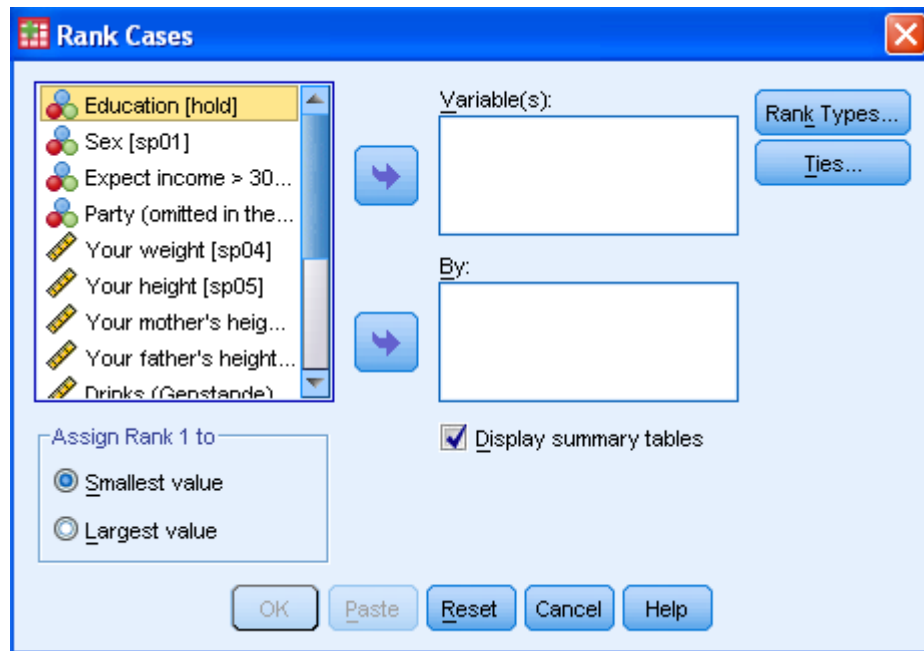 Rank Cases
Education [hold]
Sex [sp01]
Expect income > 30...
Party (omitted in the...
Your weight [sp04]
Your height [sp05]
Your mother's heig...
Your father's height...
Drinks (Genstande)
Variable(s):
By:
Rank Types...
Ties...
Assign Rank 1 to
Smallest value
Largest value
Display summary tables
OK
Paste
Reset
Cancel
Help